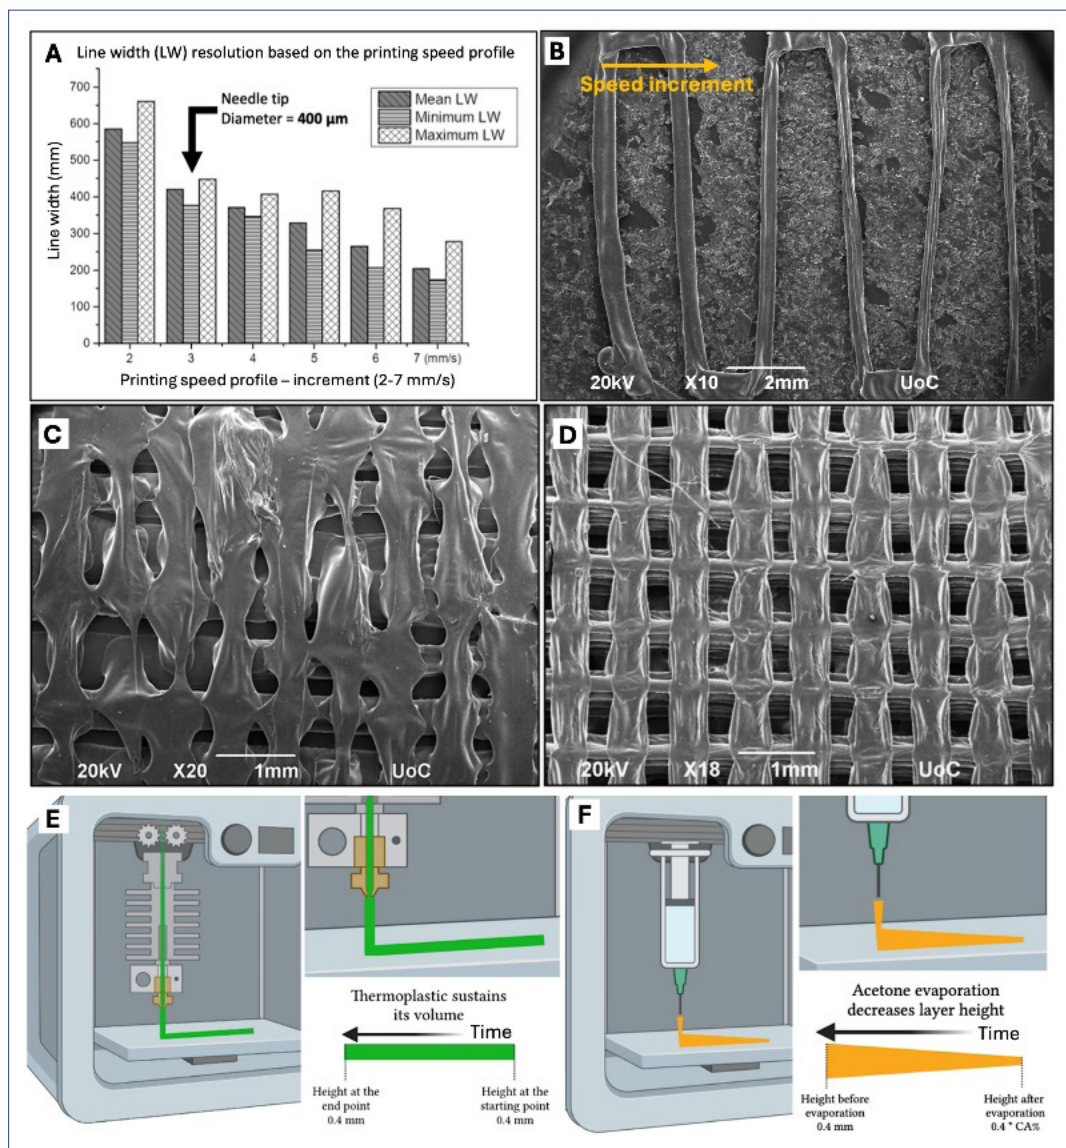 A
Line width (LW) resolution based on the printing speed profile
Needle tip
Diameter = 400 µm
Mean LW
Minimum LW
Maximum LW
Line width (mm)
700
600
500
400
300
200
100
0
2
3
4
5
6
7 (mm/s)
Printing speed profile – increment (2-7 mm/s)
B
Speed increment
20kV X10 2mm UoC
C
20kV X20 1mm UoC
D
20kV X18 1mm UoC
E
Thermoplastic sustains
its volume
Time
Height at the
end point
0.4 mm
Height at the
starting point
0.4 mm
F
Acetone evaporation
decreases layer height
Time
Height before
evaporation
0.4 mm
Height after
evaporation
0.4 * CA%